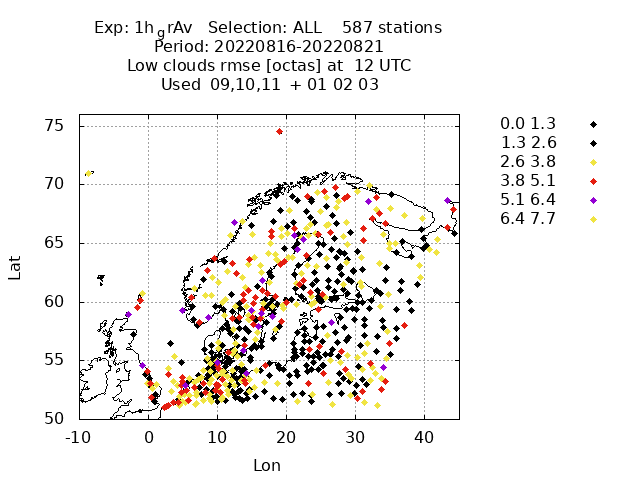 Exp: 1h grAv Selection: ALL 587 stations
Period: 20220816-20220821
Low clouds rmse [octas] at 12 UTC
Used 09,10,11 + 01 02 03
0.0 1.3
1.3 2.6
2.6 3.8
3.8 5.1
5.1 6.4
6.4 7.7
75
70
65
60
55
50
Lat
-10 0 10 20 30 40
Lon